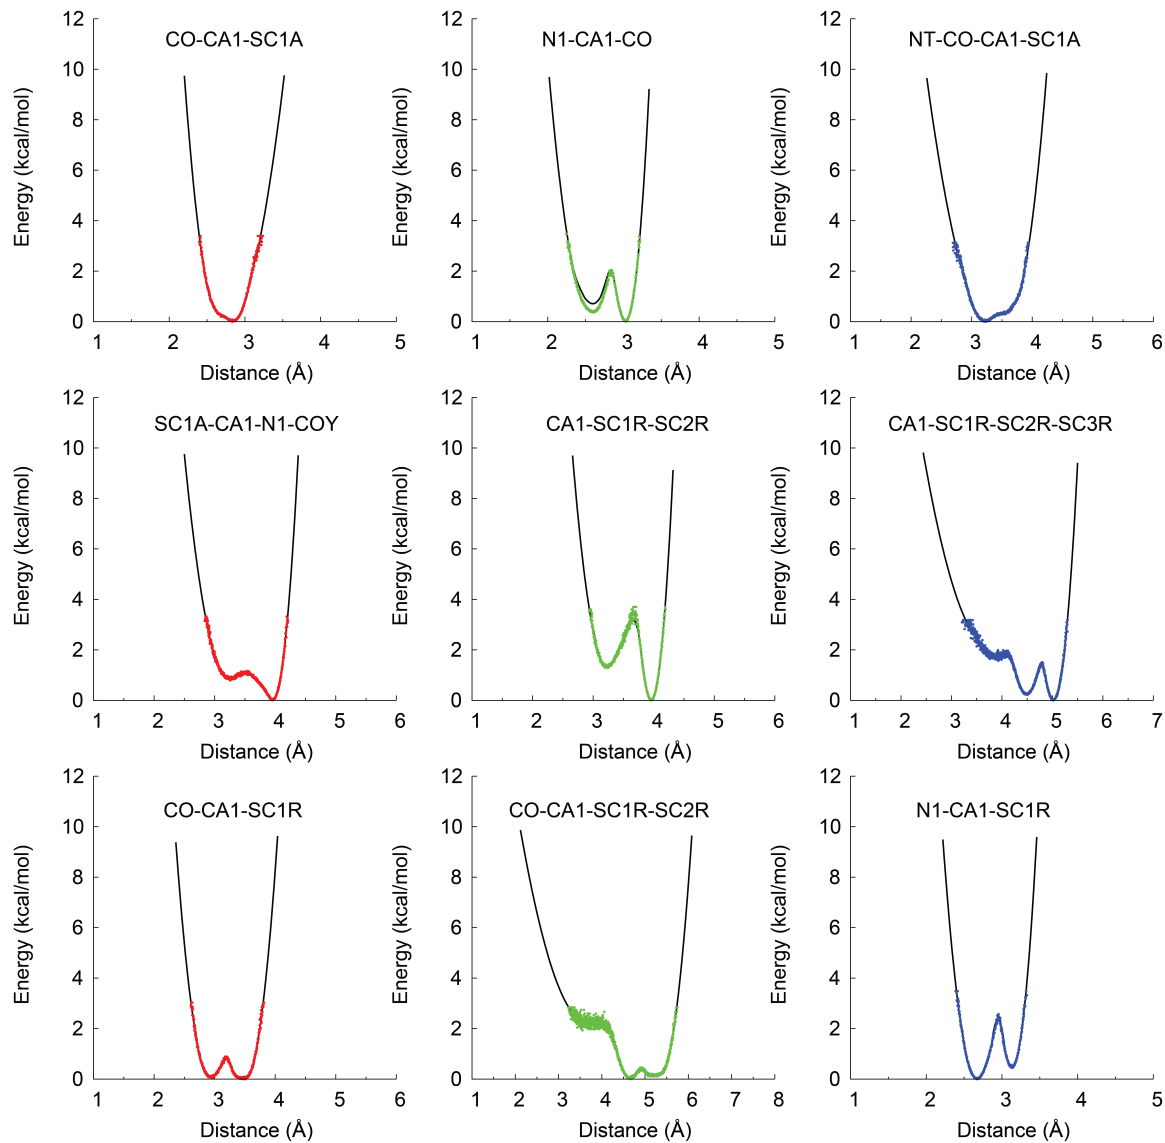 CO-CA1-SC1A
Energy (kcal/mol)
12
10
8
6
4
2
0
1 2 3 4 5
Distance (Å)
N1-CA1-CO
Energy (kcal/mol)
12
10
8
6
4
2
0
1 2 3 4 5
Distance (Å)
NT-CO-CA1-SC1A
Energy (kcal/mol)
12
10
8
6
4
2
0
1 2 3 4 5 6
Distance (Å)
SC1A-CA1-N1-COY
Energy (kcal/mol)
12
10
8
6
4
2
0
1 2 3 4 5 6
Distance (Å)
CA1-SC1R-SC2R
Energy (kcal/mol)
12
10
8
6
4
2
0
1 2 3 4 5 6
Distance (Å)
CA1-SC1R-SC2R-SC3R
Energy (kcal/mol)
12
10
8
6
4
2
0
1 2 3 4 5 6 7
Distance (Å)
CO-CA1-SC1R
Energy (kcal/mol)
12
10
8
6
4
2
0
1 2 3 4 5
Distance (Å)
CO-CA1-SC1R-SC2R
Energy (kcal/mol)
12
10
8
6
4
2
0
1 2 3 4 5 6 7 8
Distance (Å)
N1-CA1-SC1R
Energy (kcal/mol)
12
10
8
6
4
2
0
1 2 3 4 5
Distance (Å)